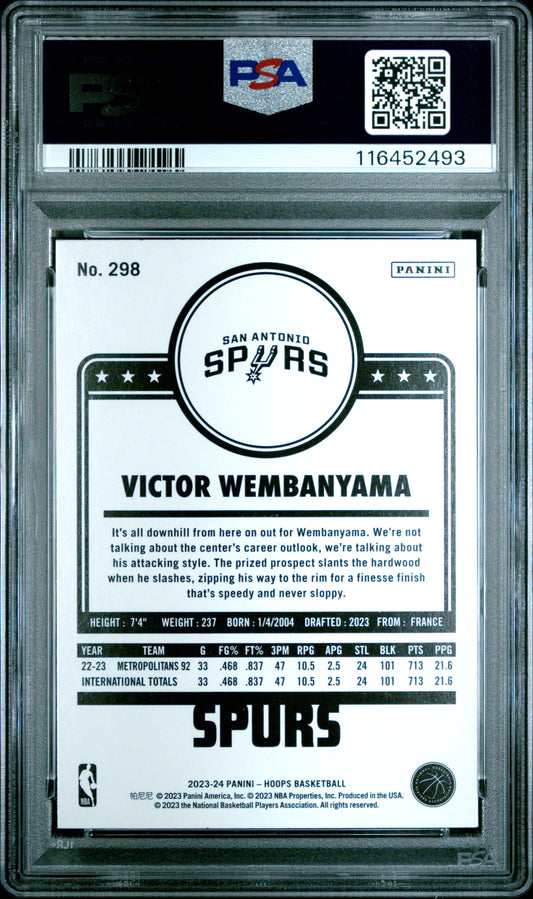 PSA
116452493
No. 298
PANINI
SAN ANTONIO
SPURS
VICTOR WEMBANYAMA
It's all downhill from here on out for Wembanyama. We're not
talking about the center's career outlook, we're talking about
his attacking style. The prized prospect slants the hardwood
when he slashes, zipping his way to the rim for a finesse finish
that's speedy and never sloppy.
HEIGHT: 7'4" WEIGHT: 237 BORN: 1/4/2004 DRAFTED: 2023 FROM: FRANCE
YEAR TEAM G FG% FT% 3PM RPG APG STL BLK PTS PPG
22-23 METROPOLITANS 92 33 .468 .837 47 10.5 2.5 24 101 713 21.6
INTERNATIONAL TOTALS 33 .468 .837 47 10.5 2.5 24 101 713 21.6
SPURS
2023-24 PANINI – HOOPS BASKETBALL
帕尼尼 © 2023 Panini America, Inc. © 2023 NBA Properties, Inc. Produced in the USA.
© 2023 the National Basketball Players Association. All rights reserved.
NBA
PSA